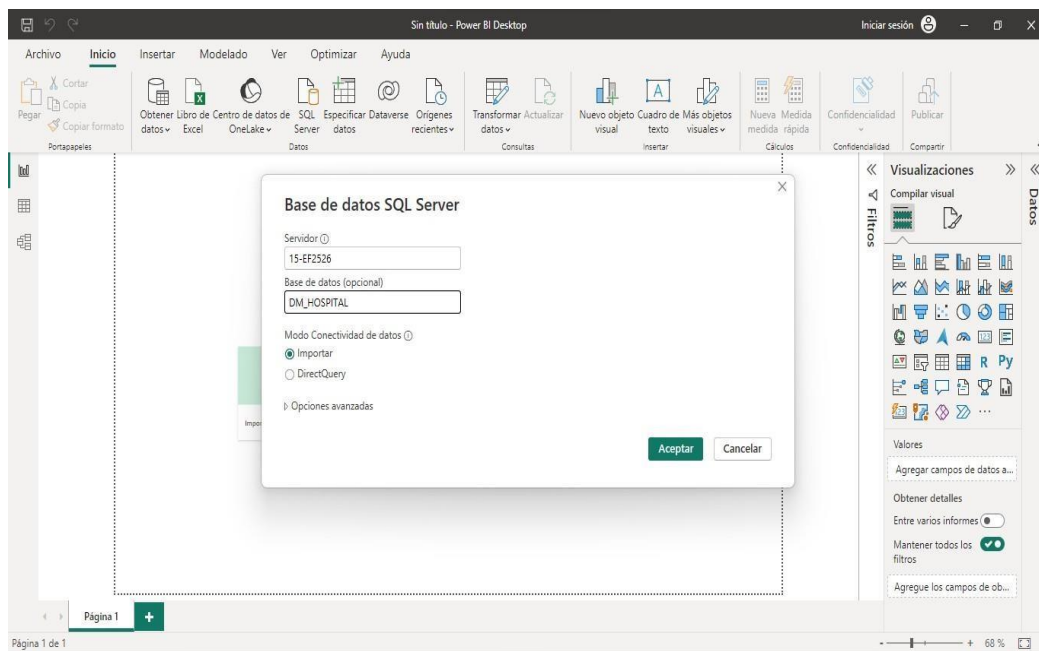 Sin título - Power BI Desktop
Iniciar sesión
Archivo Inicio Insertar Modelado Ver Optimizar Ayuda
Pegar
Cortar
Copia
Copiar formato
Portapapeles
Obtener datos
Libro de Excel
Centro de datos de OneLake
SQL Server
Especificar datos
Dataverse
Orígenes recientes
Datos
Transformar datos
Actualizar
Consultas
Nuevo objeto visual
Cuadro de texto
Más objetos visuales
Insertar
Nueva medida
Medida rápida
Cálculos
Confidencialidad
Confidencialidad
Publicar
Compartir
Base de datos SQL Server
Servidor
15-EF2526
Base de datos (opcional)
DM_HOSPITAL
Modo Conectividad de datos
Importar
DirectQuery
Opciones avanzadas
Aceptar
Cancelar
Impor
Filtros
Visualizaciones
Compilar visual
123
R Py
123
Valores
Agregar campos de datos a...
Obtener detalles
Entre varios informes
Mantener todos los
filtros
Agregue los campos de ob...
Datos
Página 1
Página 1 de 1
68 %